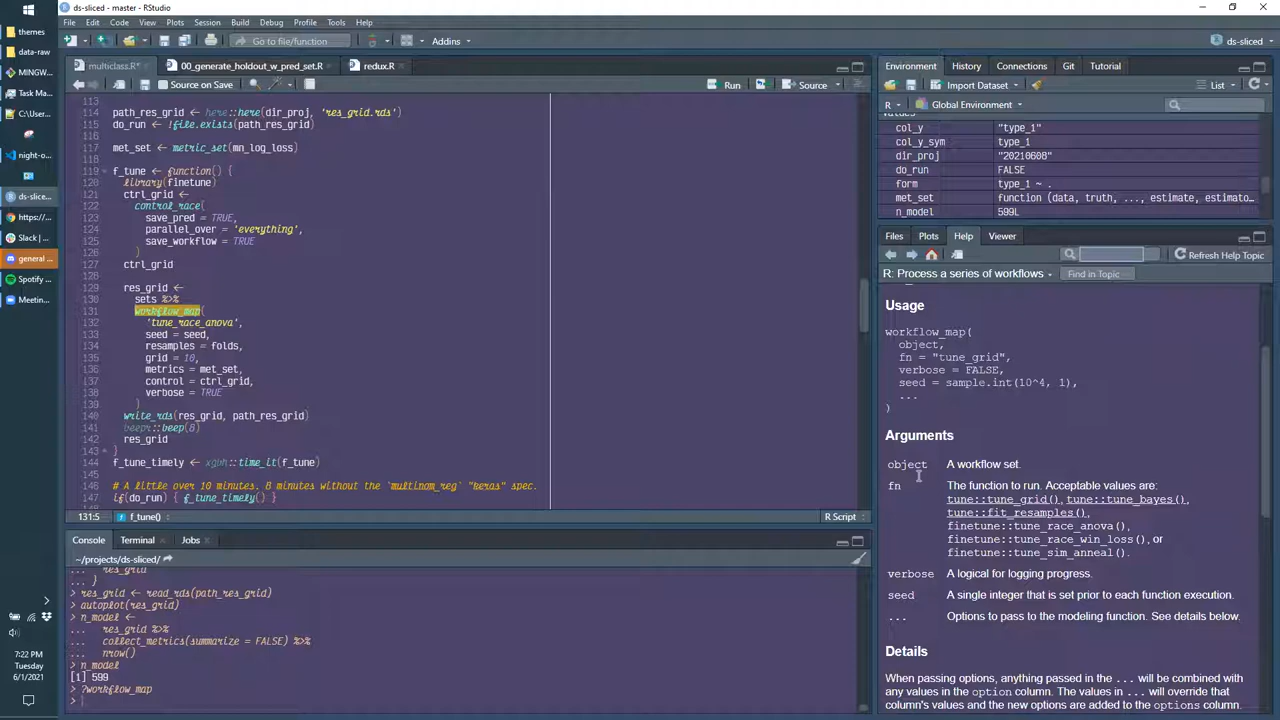 ds-sliced - master - RStudio
File Edit Code View Plots Session Build Debug Profile Tools Help
Go to file/function
Addins
ds-sliced
themes
data-raw
MINGW...
Task Ma...
C:\User...
night-o...
ds-slice...
https:/...
Slack | ...
general ...
Spotify ...
Meetin...
7:22 PM
Tuesday
6/1/2021
multiclass.R*
00_generate_holdout_w_pred_set.R
redux.R
Source on Save
Run
Source
113
114 path_res_grid ← here::here(dir_proj, 'res_grid.rds')
115 do_run ← !file.exists(path_res_grid)
116
117 met_set ← metric_set(mn_log_loss)
118
119 f_tune ← function() {
120 library(finetune)
121 ctrl_grid ←
122 control_race(
123 save_pred = TRUE,
124 parallel_over = 'everything',
125 save_workflow = TRUE
126 )
127 ctrl_grid
128
129 res_grid ←
130 sets %>%
131 workflow_map(
132 'tune_race_anova',
133 seed = seed,
134 resamples = folds,
135 grid = 10,
136 metrics = met_set,
137 control = ctrl_grid,
138 verbose = TRUE
139 )
140 write_rds(res_grid, path_res_grid)
141 beepr::beep(8)
142 res_grid
143 }
144 f_tune_timely ← xgph::time_it(f_tune)
145
146 # A little over 10 minutes. 8 minutes without the `multinom_reg` "keras" spec.
147 if(do_run) { f_tune_timely() }
131:5 f_tune() R Script
Console Terminal Jobs
~/projects/ds-sliced/
... res_grid
... }
> res_grid ← read_rds(path_res_grid)
> autoplot(res_grid)
> n_model ←
... res_grid %>%
... collect_metrics(summarize = FALSE) %>%
... nrow()
> n_model
[1] 599
> ?workflow_map
>
Environment History Connections Git Tutorial
Import Dataset List
R Global Environment
Values
col_y "type_1"
col_y_sym type_1
dir_proj "20210608"
do_run FALSE
form type_1 ~ .
met_set function (data, truth, ..., estimate, estimato...
n_model 599L
Files Plots Help Viewer
Refresh Help Topic
R: Process a series of workflows Find in Topic
Usage
workflow_map(
object,
fn = "tune_grid",
verbose = FALSE,
seed = sample.int(10^4, 1),
...
)
Arguments
object A workflow set.
fn The function to run. Acceptable values are:
tune::tune_grid(), tune::tune_bayes(),
tune::fit_resamples(),
finetune::tune_race_anova(),
finetune::tune_race_win_loss(), or
finetune::tune_sim_anneal().
verbose A logical for logging progress.
seed A single integer that is set prior to each function execution.
... Options to pass to the modeling function. See details below.
Details
When passing options, anything passed in the ... will be combined with
any values in the option column. The values in ... will override that
column's values and the new options are added to the options column.